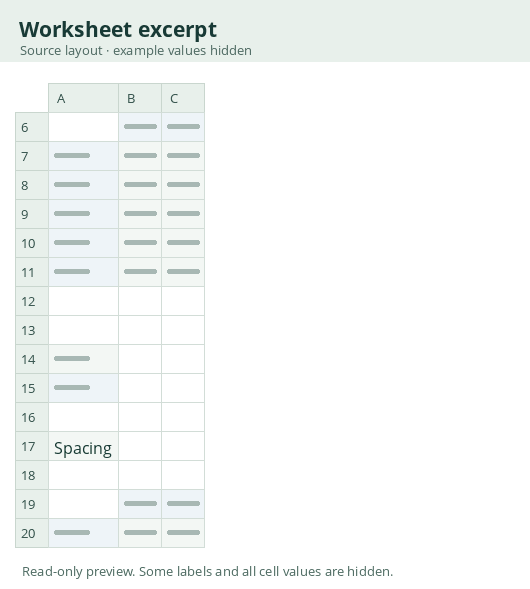 Worksheet excerpt
Source layout · example values hidden
A B C
6
7
8
9
10
11
12
13
14
15
16
17 Spacing
18
19
20
Read-only preview. Some labels and all cell values are hidden.